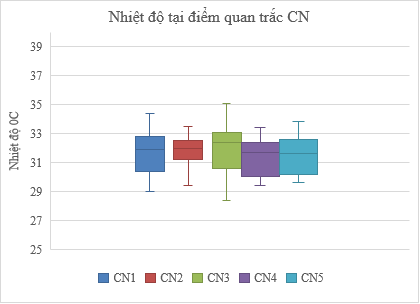 Nhiệt độ tại điểm quan trắc CN
Nhiệt độ 0C
39
37
35
33
31
29
27
25
CN1 CN2 CN3 CN4 CN5